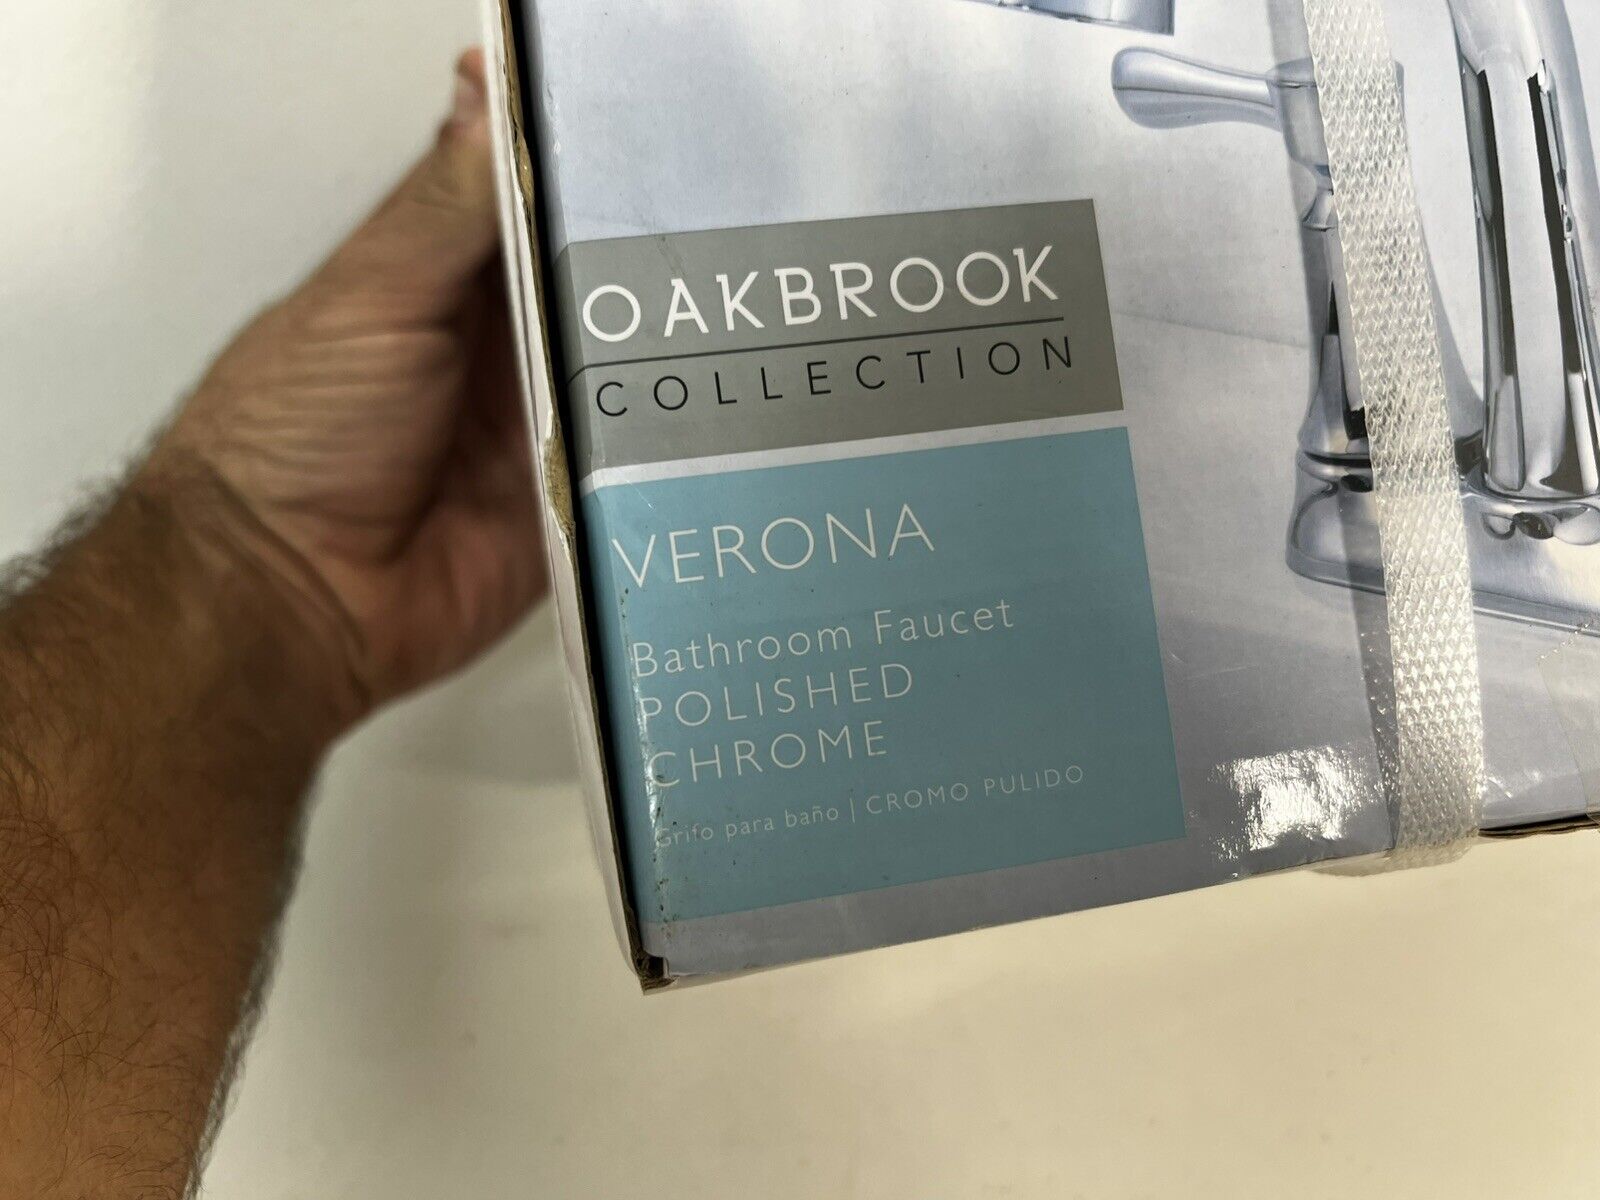 OAKBROOK
COLLECTION
VERONA
Bathroom Faucet
POLISHED
CHROME
Grifo para baño | CROMO PULIDO